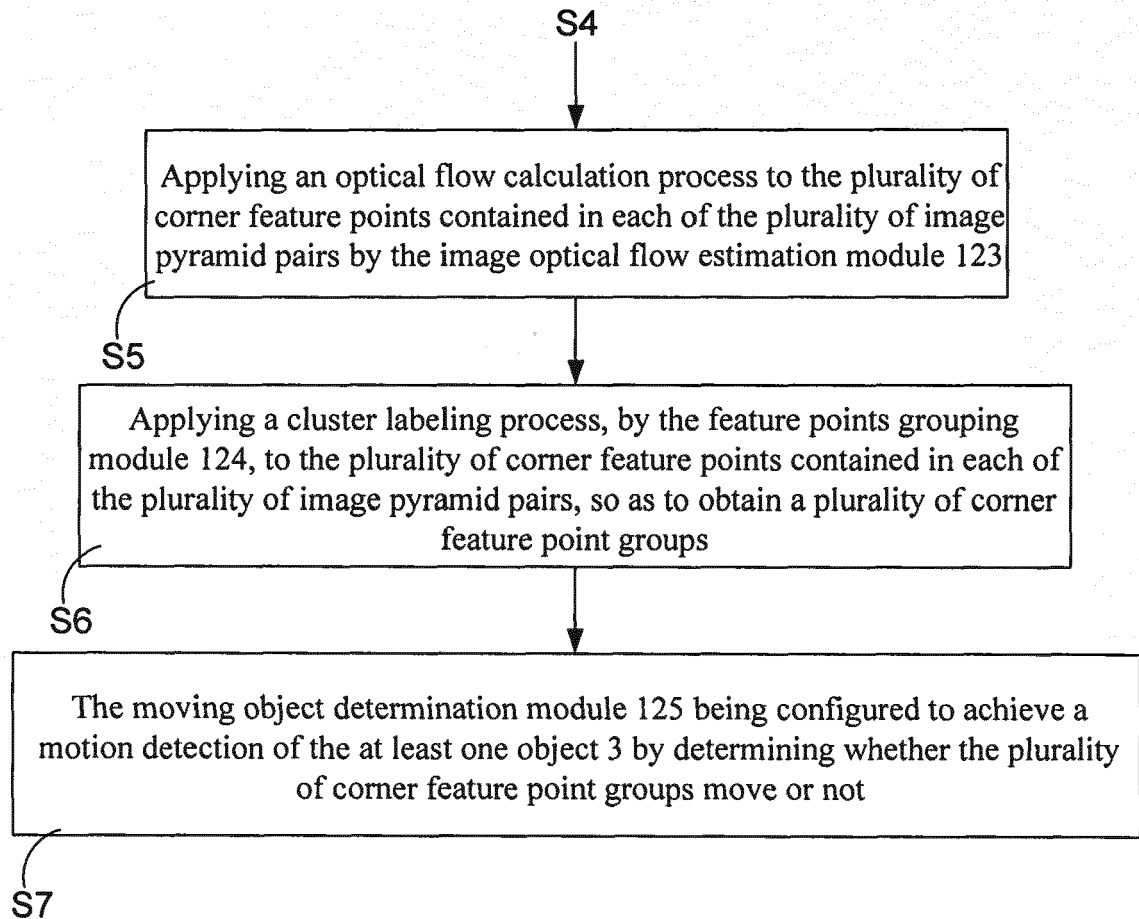 S4
Applying an optical flow calculation process to the plurality of
corner feature points contained in each of the plurality of image
pyramid pairs by the image optical flow estimation module 123
S5
Applying a cluster labeling process, by the feature points grouping
module 124, to the plurality of corner feature points contained in each of
the plurality of image pyramid pairs, so as to obtain a plurality of corner
feature point groups
S6
The moving object determination module 125 being configured to achieve a
motion detection of the at least one object 3 by determining whether the plurality
of corner feature point groups move or not
S7